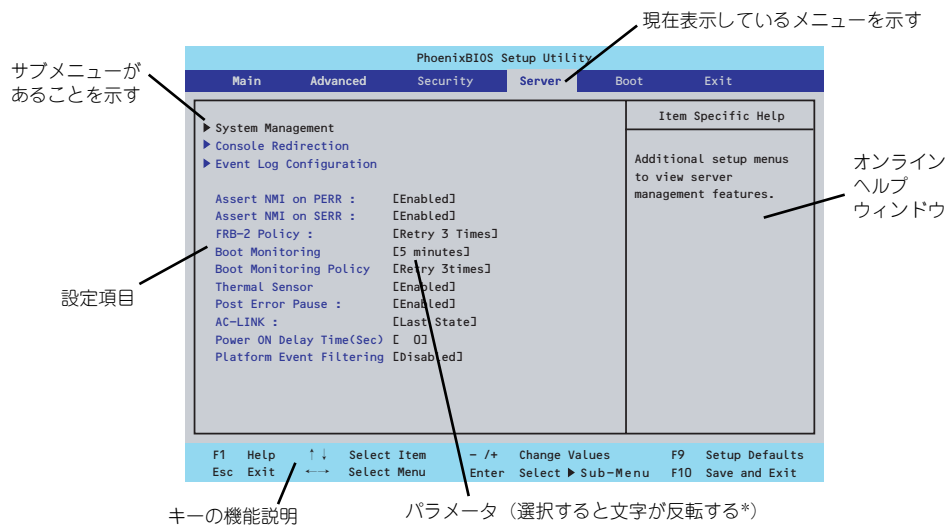 現在表示しているメニューを示す
サブメニューが
あることを示す
PhoenixBIOS Setup Utility
Main Advanced Security Server Boot Exit
▶ System Management
▶ Console Redirection
▶ Event Log Configuration
Assert NMI on PERR : [Enabled]
Assert NMI on SERR : [Enabled]
FRB-2 Policy : [Retry 3 Times]
Boot Monitoring [5 minutes]
Boot Monitoring Policy [Retry 3times]
Thermal Sensor [Enabled]
Post Error Pause : [Enabled]
AC-LINK : [Last State]
Power ON Delay Time(Sec) [ 0]
Platform Event Filtering [Disabled]
Item Specific Help
Additional setup menus
to view server
management features.
オンライン
ヘルプ
ウィンドウ
設定項目
F1 Help ↑↓ Select Item - /+ Change Values F9 Setup Defaults
Esc Exit ←→ Select Menu Enter Select ▶ Sub-Menu F10 Save and Exit
キーの機能説明
パラメータ（選択すると文字が反転する*）